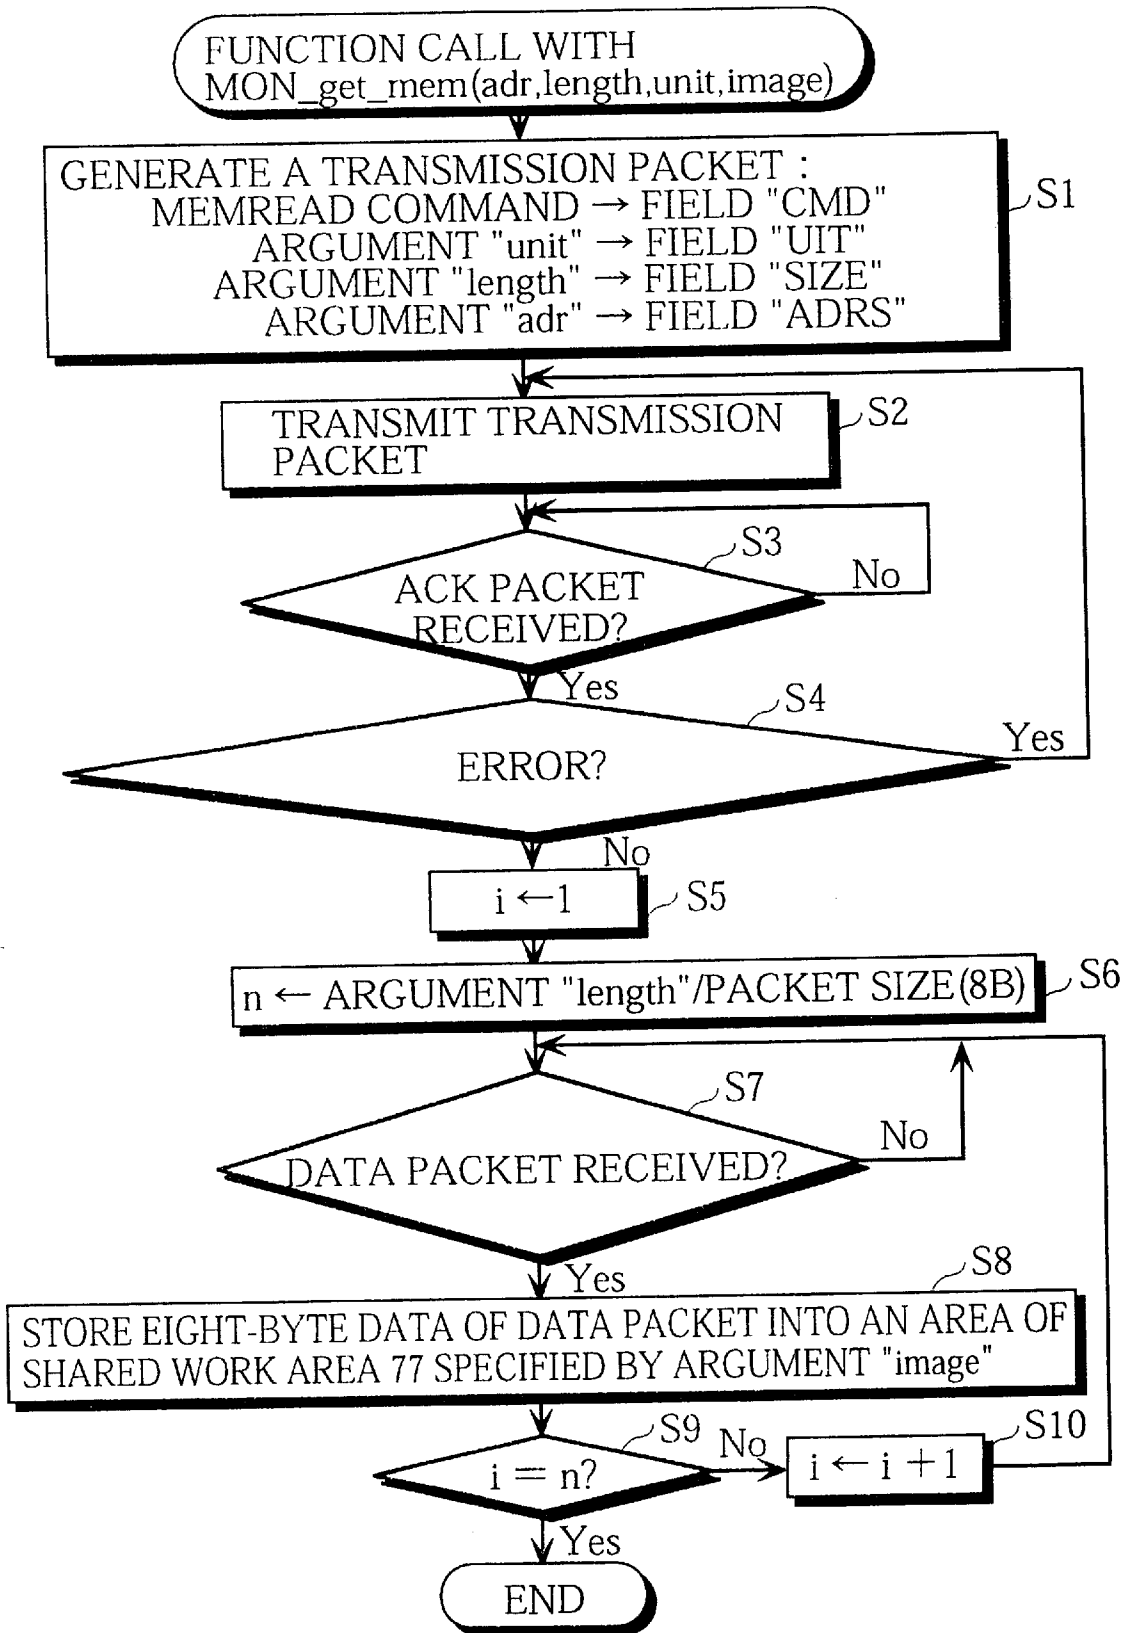 FUNCTION CALL WITH
MON_get_mem(adr,length,unit,image)
GENERATE A TRANSMISSION PACKET :
MEMREAD COMMAND → FIELD "CMD"
ARGUMENT "unit" → FIELD "UIT"
ARGUMENT "length" → FIELD "SIZE"
ARGUMENT "adr" → FIELD "ADRS"
S1
TRANSMIT TRANSMISSION
PACKET
S2
ACK PACKET
RECEIVED?
S3
No
Yes
ERROR?
S4
Yes
No
i ← 1
S5
n ← ARGUMENT "length"/PACKET SIZE(8B)
S6
DATA PACKET RECEIVED?
S7
No
Yes
S8
STORE EIGHT-BYTE DATA OF DATA PACKET INTO AN AREA OF
SHARED WORK AREA 77 SPECIFIED BY ARGUMENT "image"
i = n?
S9
No
i ← i + 1
S10
Yes
END